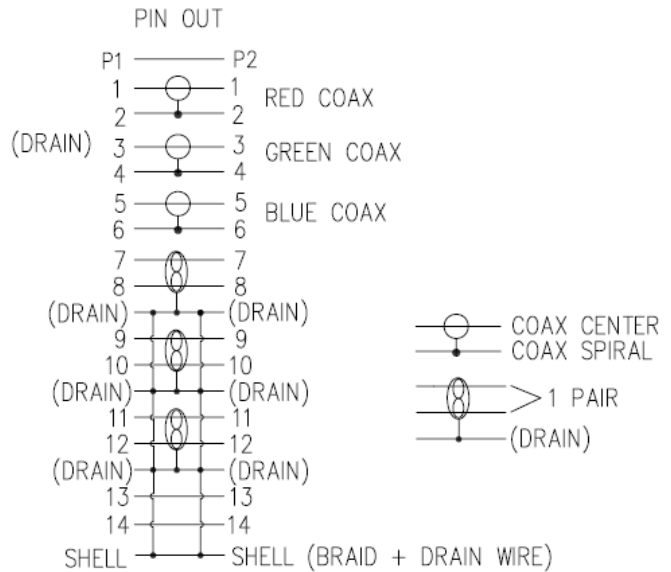 PIN OUT
P1 P2
1 1 RED COAX
2 2
(DRAIN) 3 3 GREEN COAX
4 4
5 5 BLUE COAX
6 6
7 7
8 8
(DRAIN) (DRAIN)
9 9
10 10
(DRAIN) (DRAIN)
11 11
12 12
(DRAIN) (DRAIN)
13 13
14 14
SHELL SHELL (BRAID + DRAIN WIRE)
COAX CENTER
COAX SPIRAL
1 PAIR
(DRAIN)